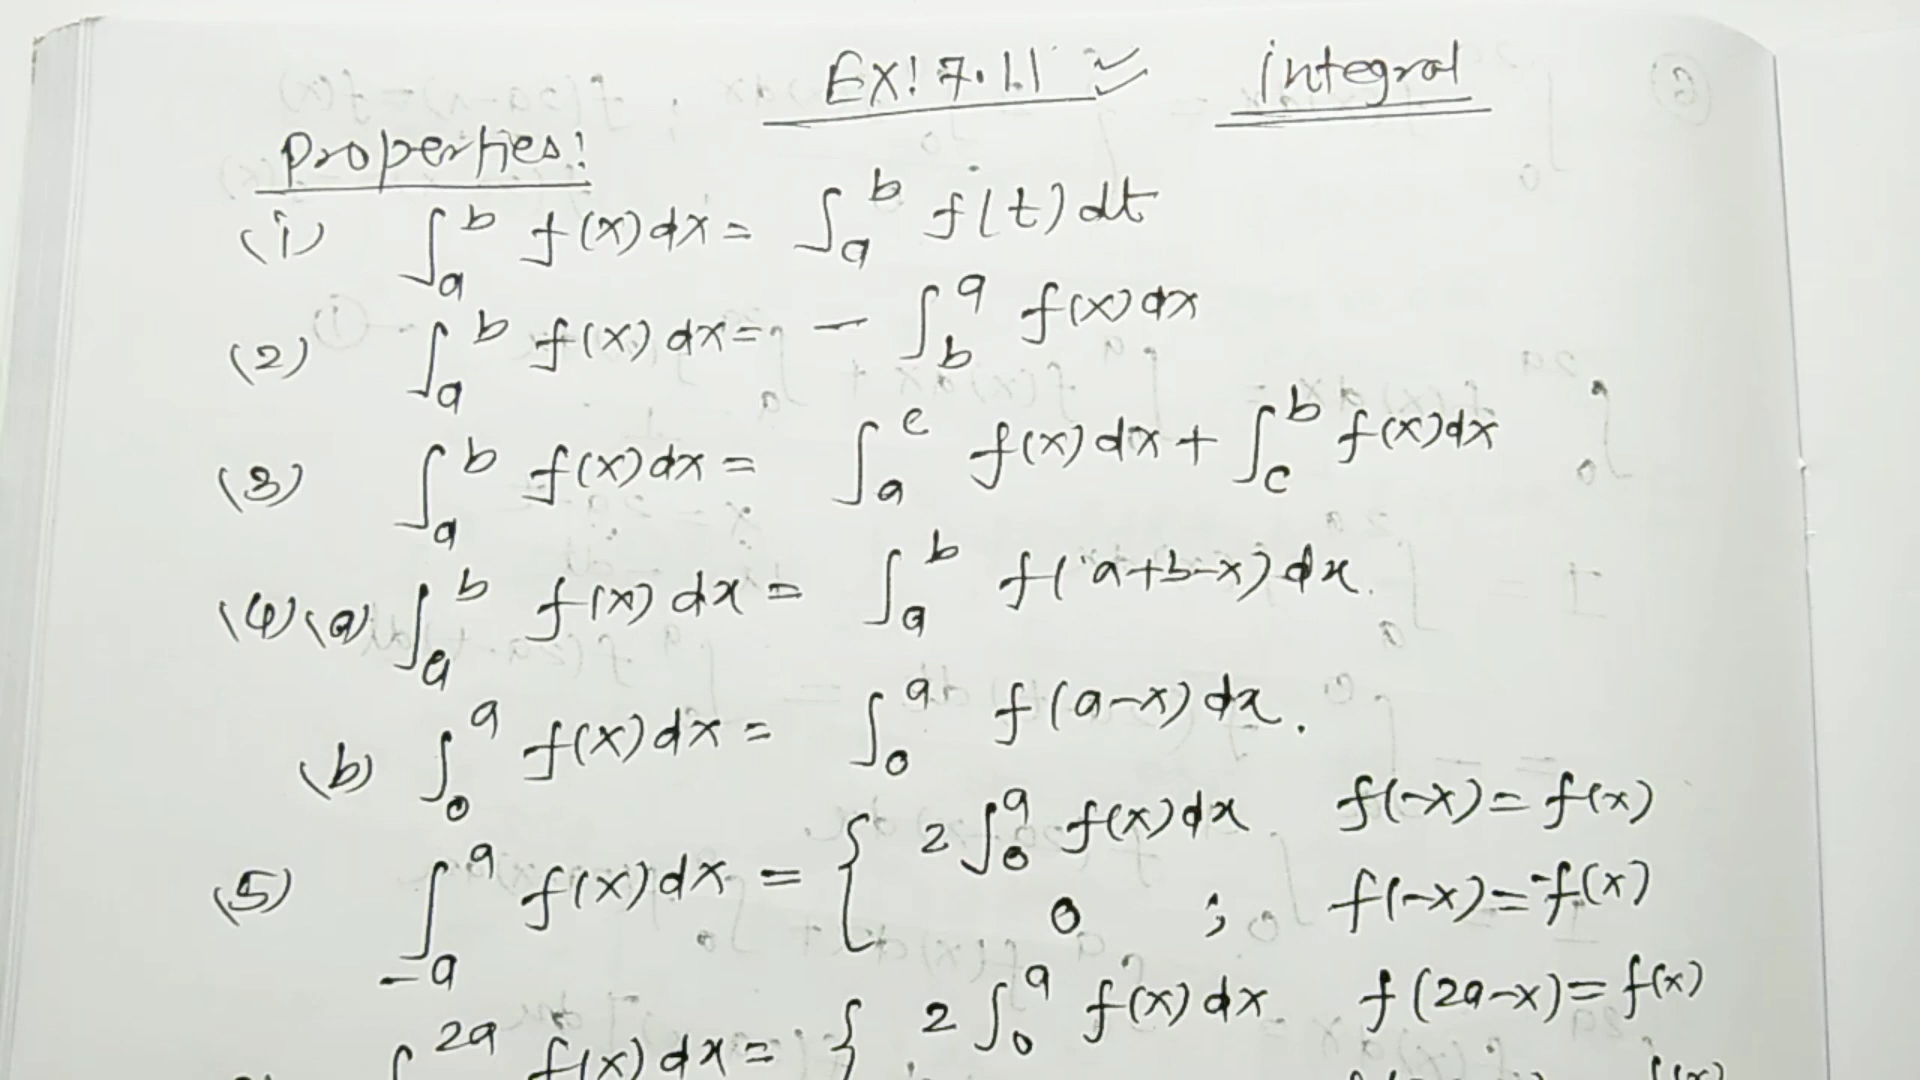 EX! 7.11 integral
Properties!
(1) ∫_a^b f(x)dx = ∫_a^b f(t)dt
(2) ∫_a^b f(x)dx = - ∫_b^a f(x)dx
(3) ∫_a^b f(x)dx = ∫_a^c f(x)dx + ∫_c^b f(x)dx
(4) (a) ∫_a^b f(x)dx = ∫_a^b f(a+b-x)dx.
(b) ∫_0^a f(x)dx = ∫_0^a f(a-x)dx.
(5) ∫_{-a}^a f(x)dx = { 2∫_0^a f(x)dx f(-x)=f(x)
0 ; f(-x)=-f(x)
∫^{2a} f(x)dx = { 2∫_0^a f(x)dx f(2a-x)=f(x)